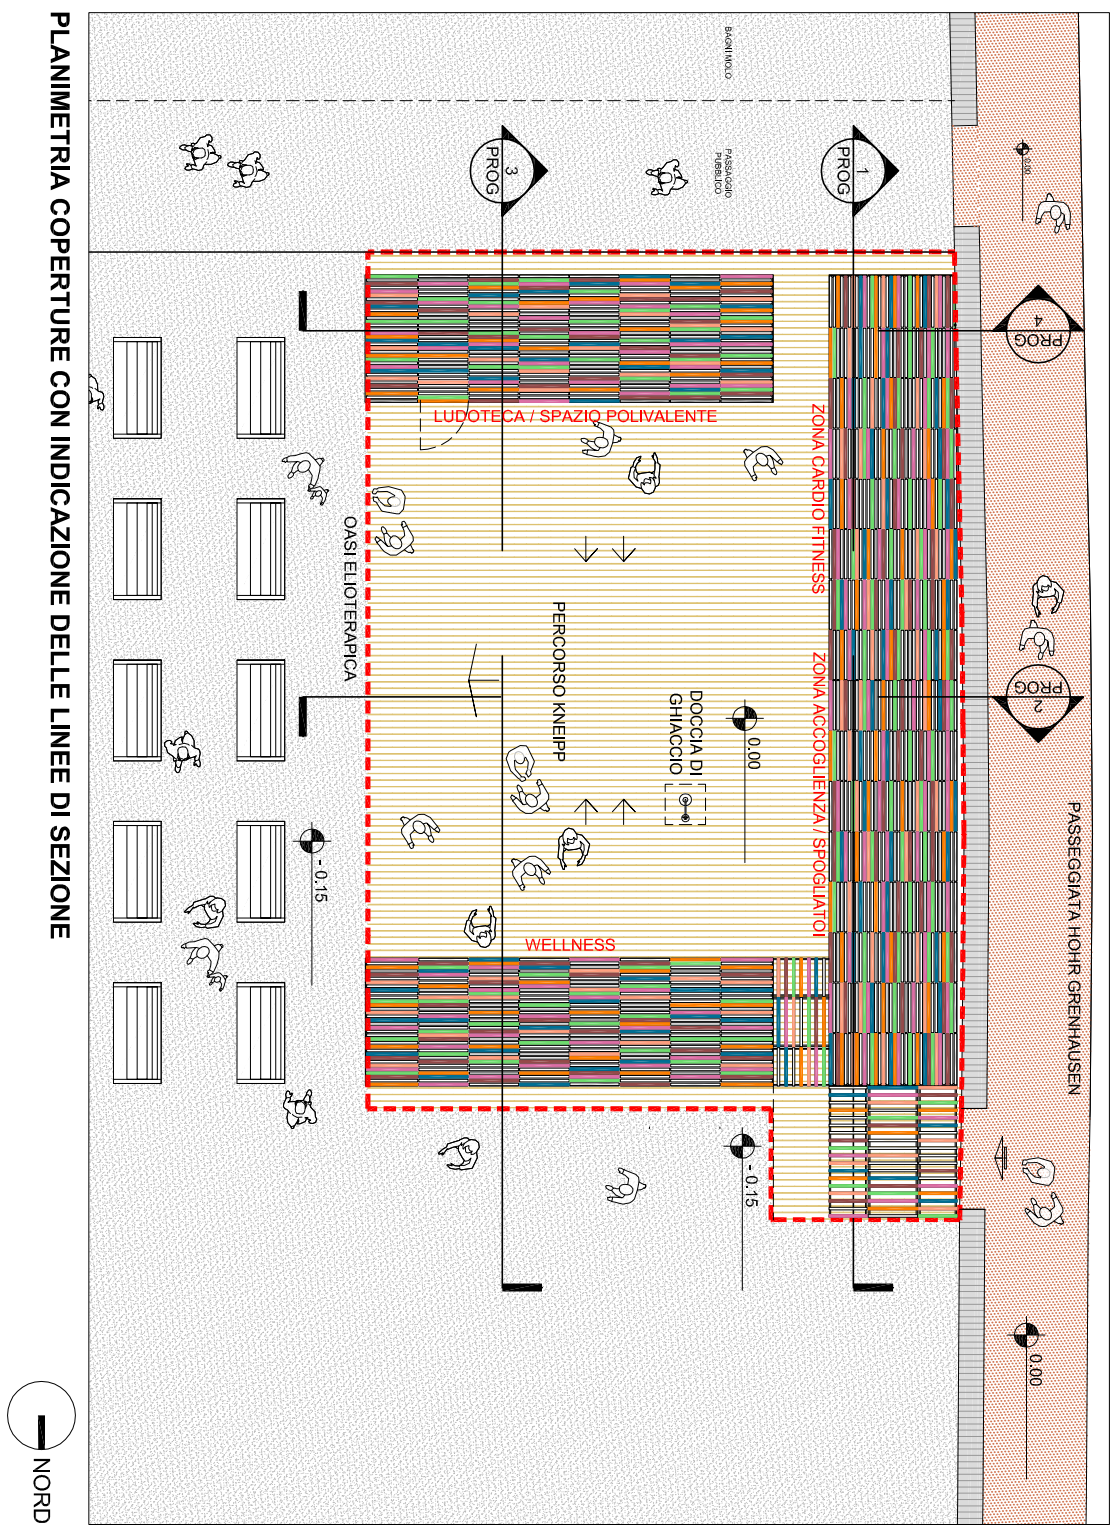 PASSEGGIATA HOHR GRENHAUSEN
0.00
0.00
4
PROG
2
PROG
1
PROG
3
PROG
BAGNI MOLO
PASSAGGIO
PUBBLICO
ZONA CARDIO FITNESS
ZONA ACCOGLIENZA / SPOGLIATOI
LUDOTECA / SPAZIO POLIVALENTE
0.00
DOCCIA DI
GHIACCIO
PERCORSO KNEIPP
WELLNESS
- 0.15
OASI ELIOTERAPICA
- 0.15
PLANIMETRIA COPERTURE CON INDICAZIONE DELLE LINEE DI SEZIONE
NORD